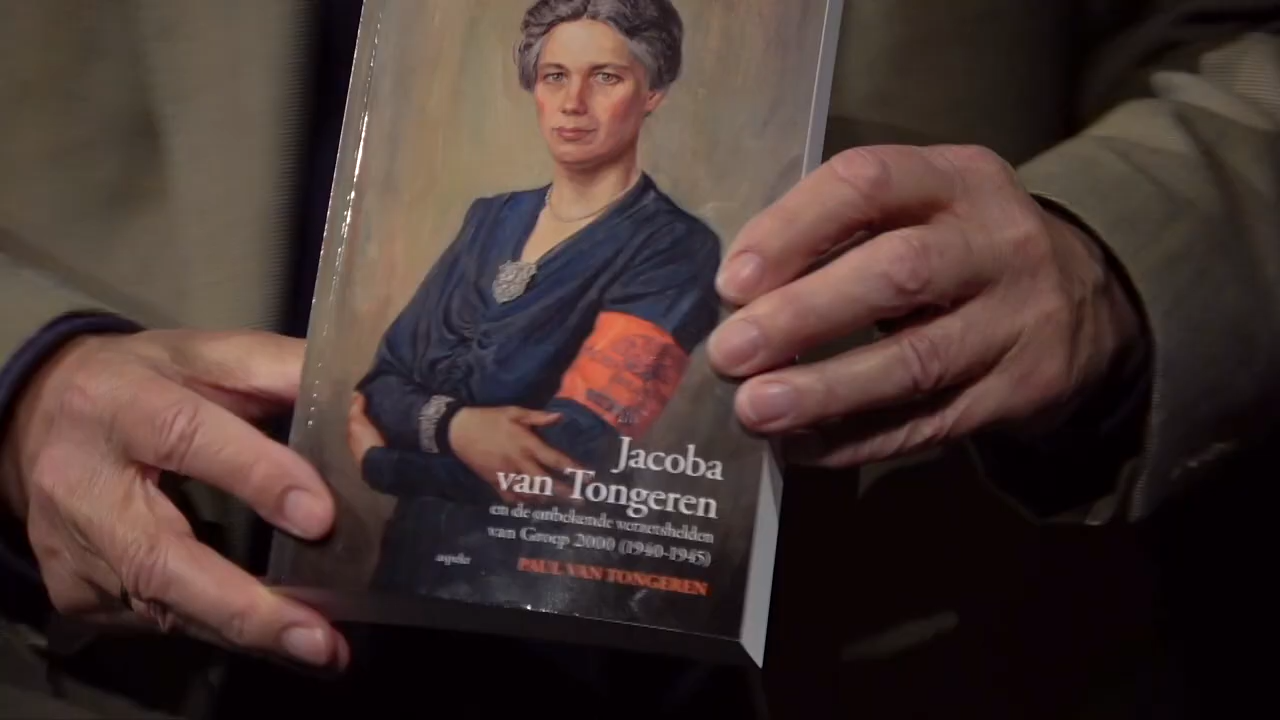 Jacoba
van Tongeren
en de onbekende verzetshelden
van Groep 2000 (1940-1945)
aspekt
PAUL VAN TONGEREN